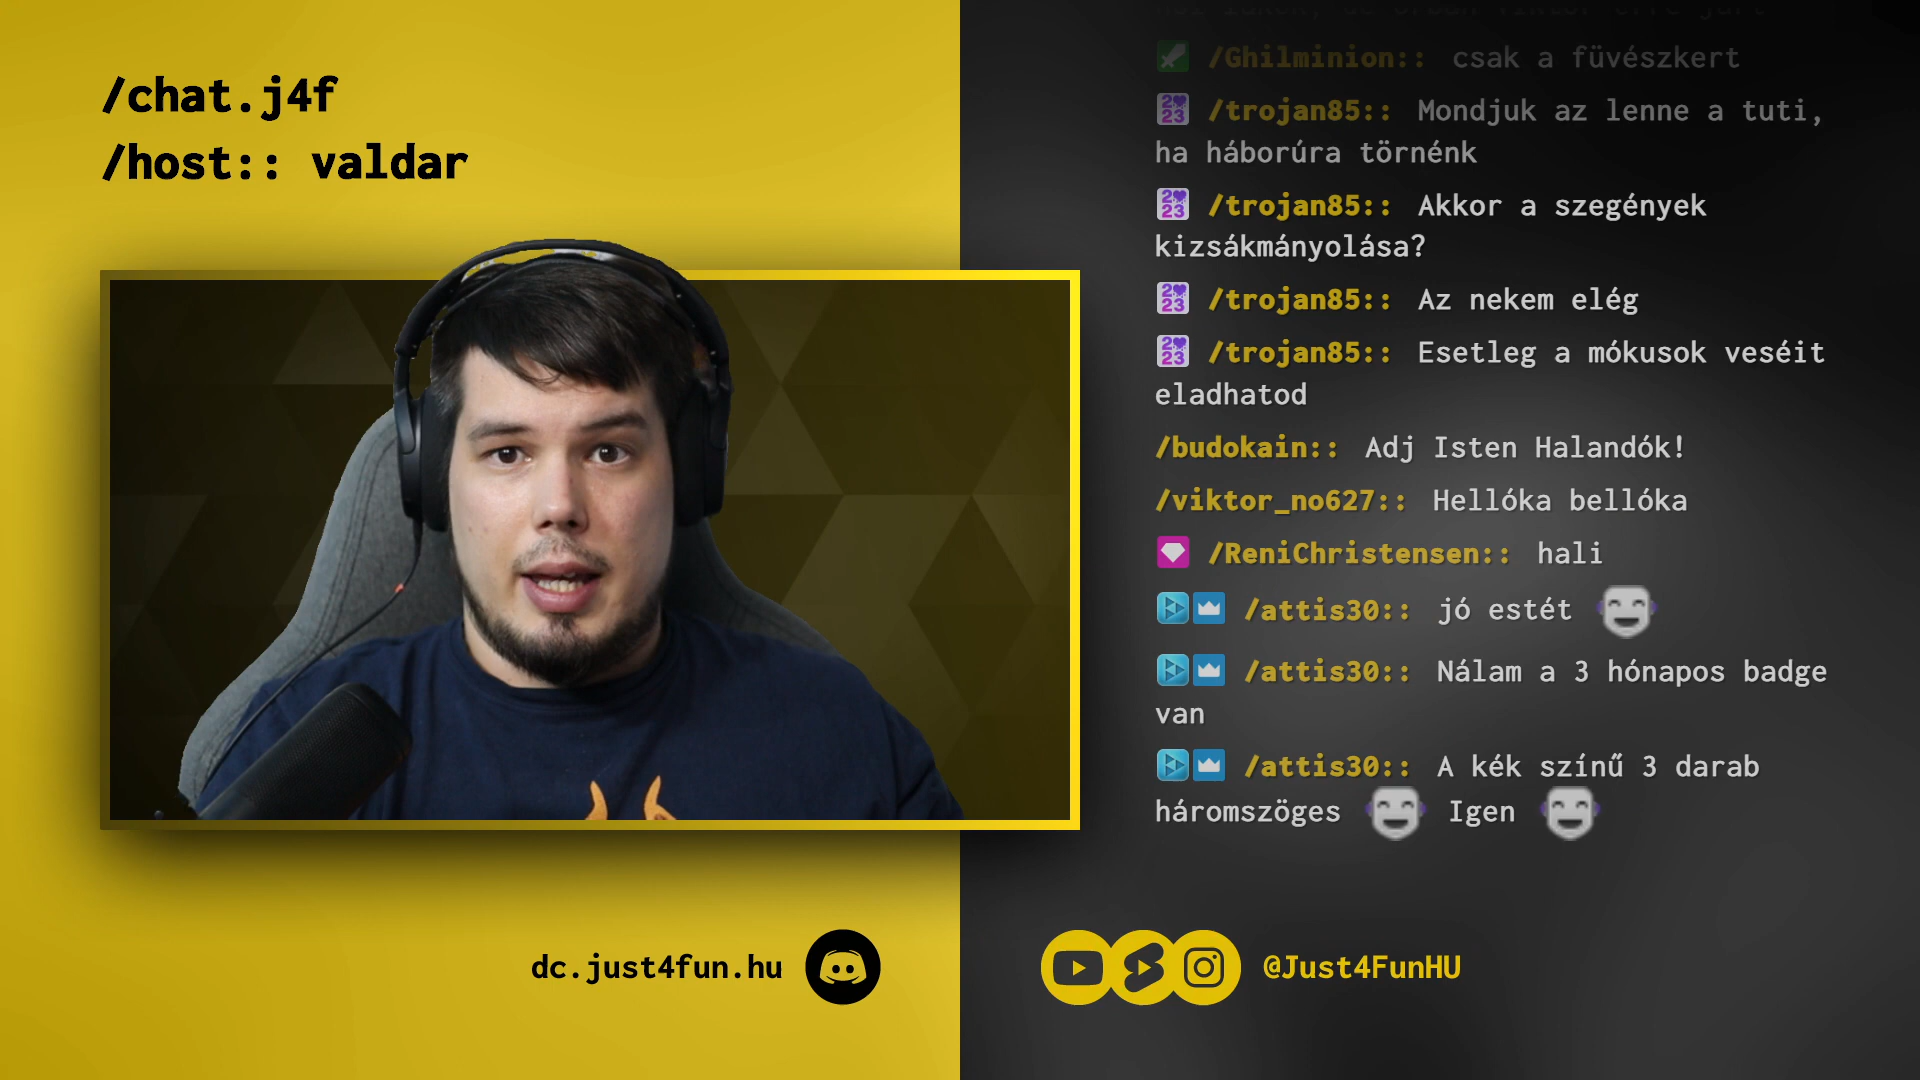 /chat.j4f
/host:: valdar
/Ghilminion:: csak a füvészkert
/trojan85:: Mondjuk az lenne a tuti,
ha háborúra törnénk
/trojan85:: Akkor a szegények
kizsákmányolása?
/trojan85:: Az nekem elég
/trojan85:: Esetleg a mókusok veséit
eladhatod
/budokain:: Adj Isten Halandók!
/viktor_no627:: Hellóka bellóka
/ReniChristensen:: hali
/attis30:: jó estét
/attis30:: Nálam a 3 hónapos badge
van
/attis30:: A kék színű 3 darab
háromszöges Igen
dc.just4fun.hu
@Just4FunHU